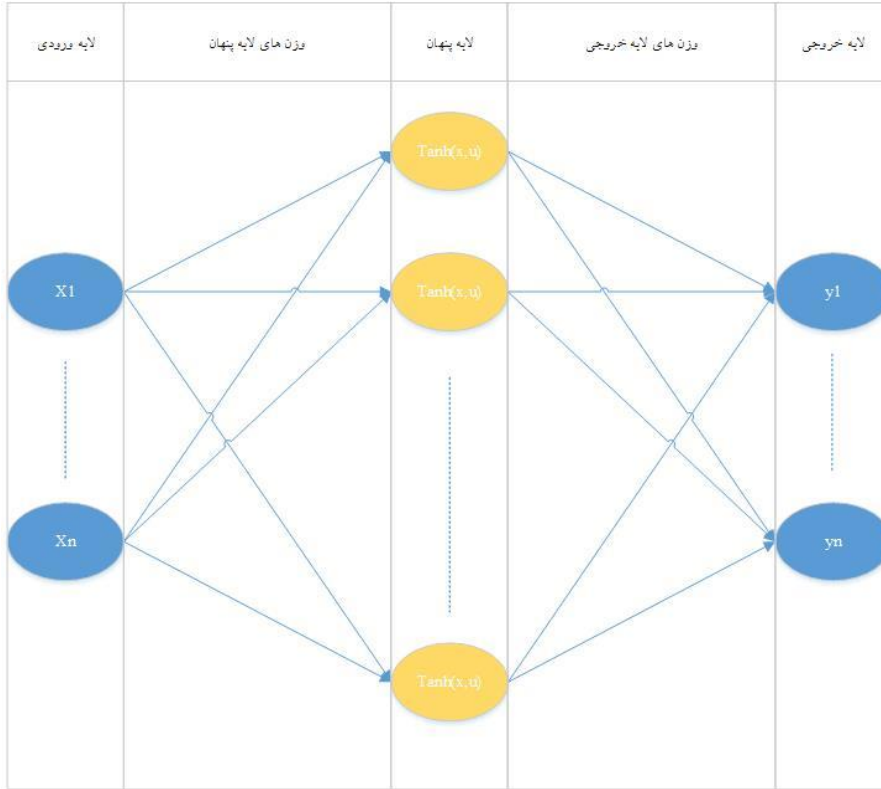 لایه ورودی
وزن های لایه پنهان
لایه پنهان
وزن های لایه خروجی
لایه خروجی
Tanh(x,u)
X1
Tanh(x,u)
y1
Xn
yn
Tanh(x,u)